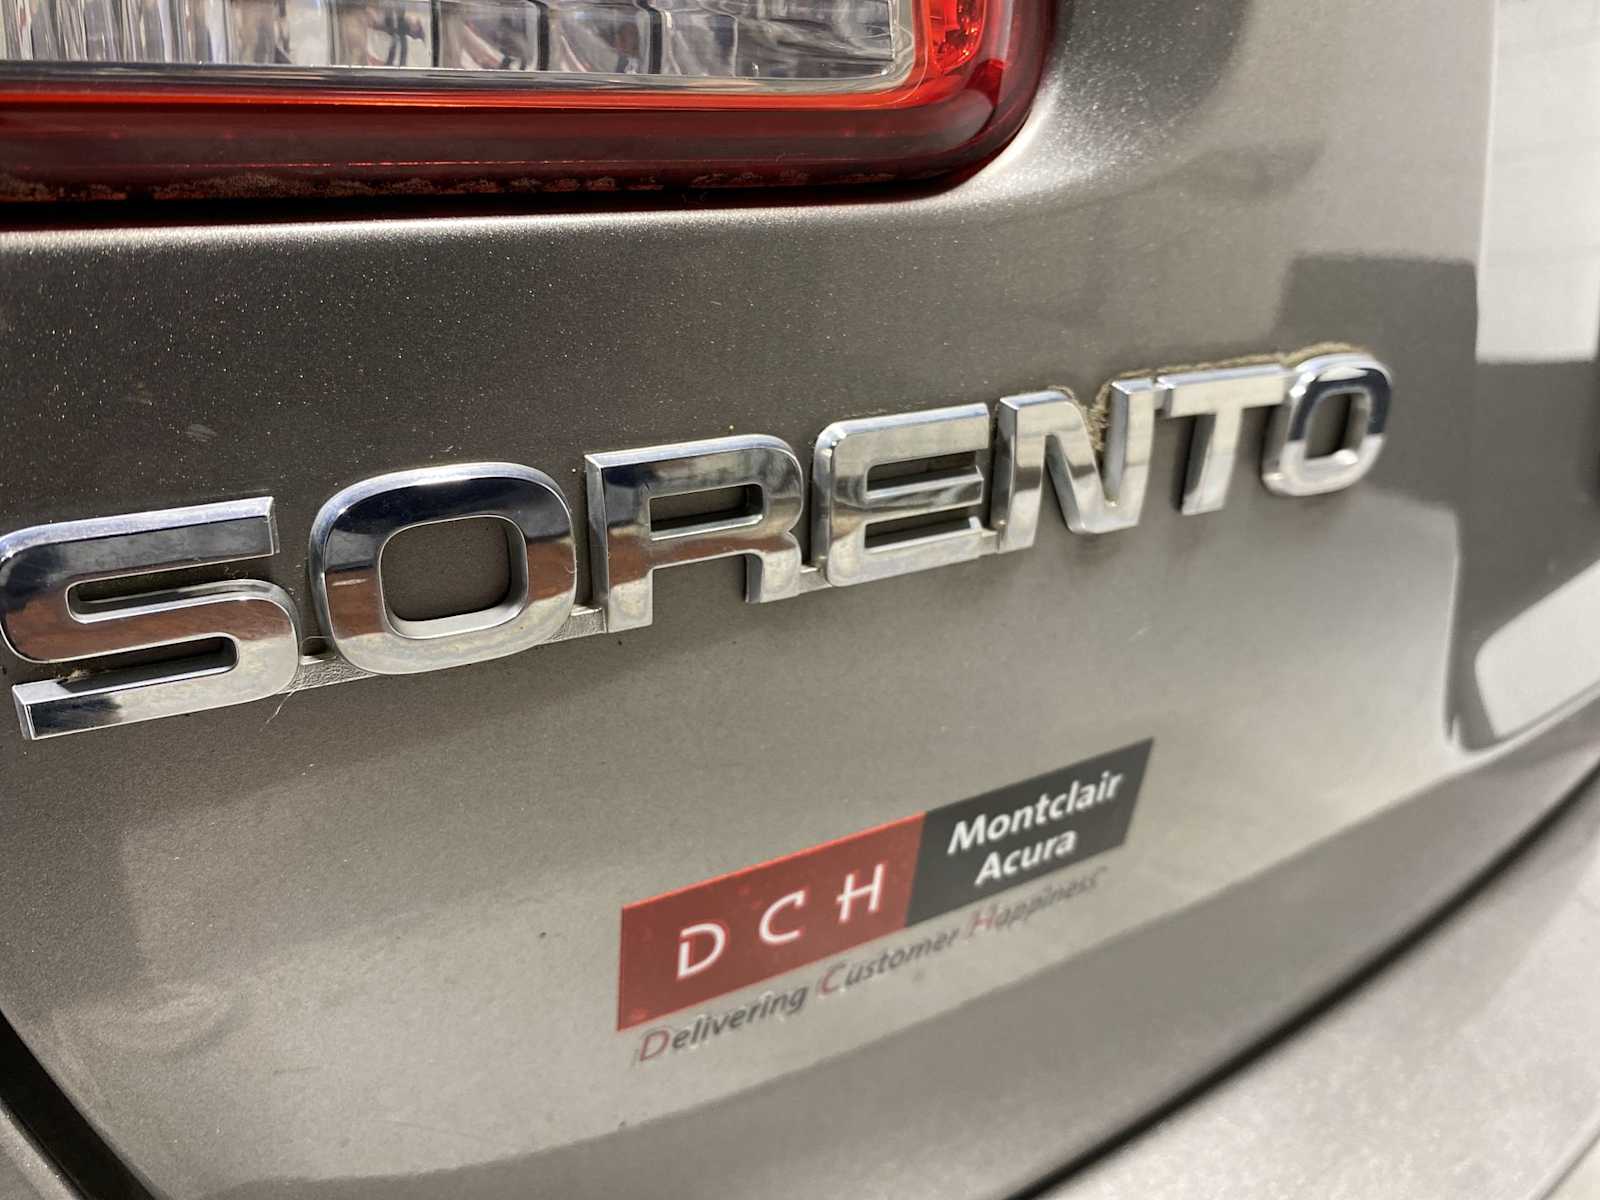 SORENTO
DCH
Montclair
Acura
Delivering Customer Happiness